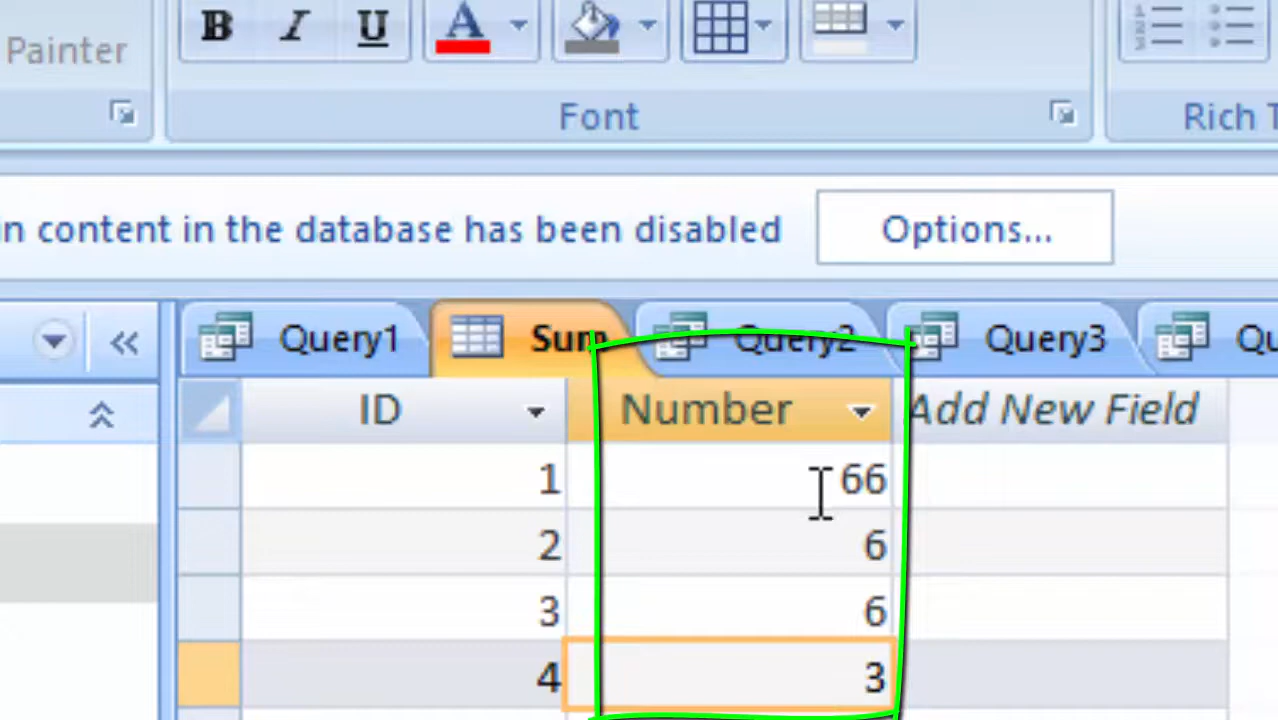 Painter
B I U A
Font
Rich T
in content in the database has been disabled Options...
Query1 Sum Query2 Query3 Qu
ID Number Add New Field
1 66
2 6
3 6
4 3